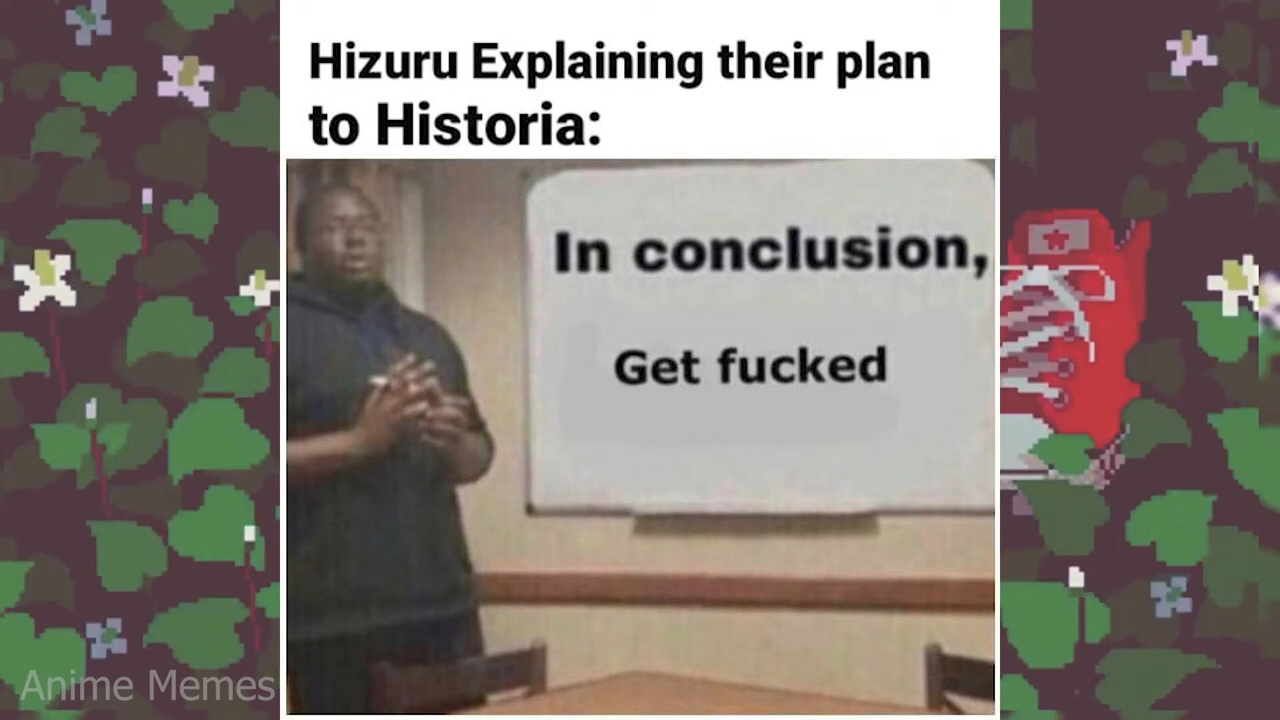 Hizuru Explaining their plan
to Historia:
In conclusion,
Get fucked
Anime Memes